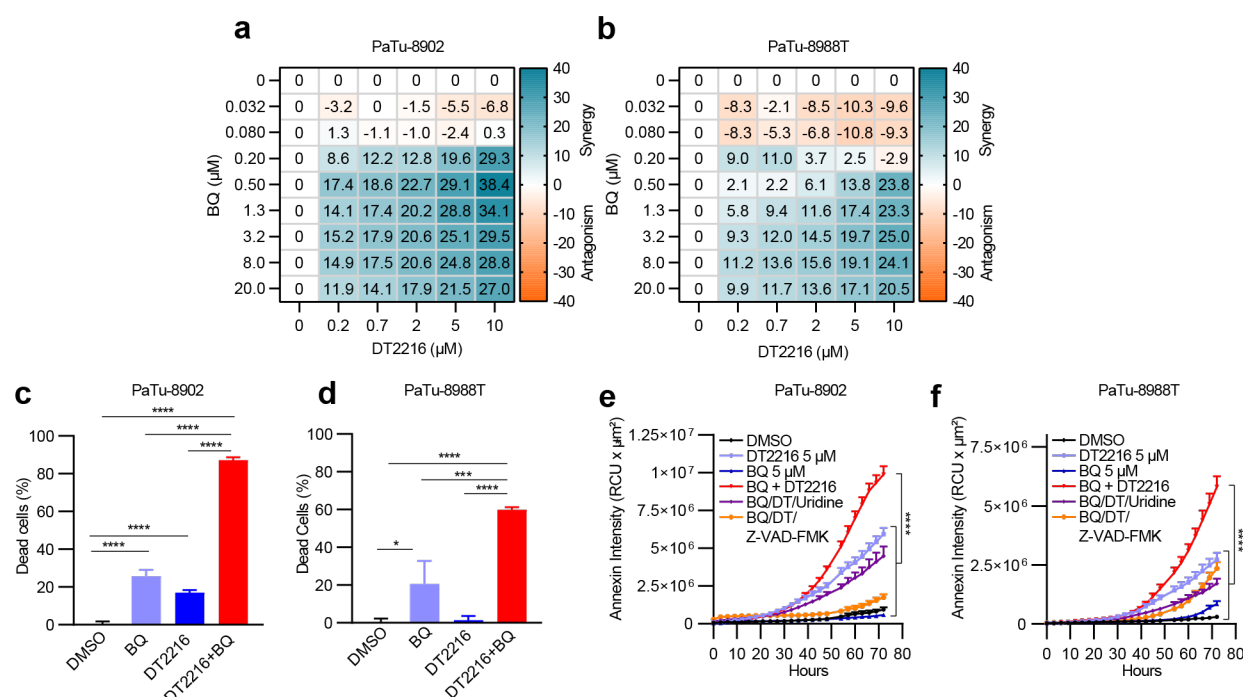 a
PaTu-8902
0 0 0 0 0 0 0
0.032 0 -3.2 0 -1.5 -5.5 -6.8
0.080 0 1.3 -1.1 -1.0 -2.4 0.3
0.20 0 8.6 12.2 12.8 19.6 29.3
0.50 0 17.4 18.6 22.7 29.1 38.4
1.3 0 14.1 17.4 20.2 28.8 34.1
3.2 0 15.2 17.9 20.6 25.1 29.5
8.0 0 14.9 17.5 20.6 24.8 28.8
20.0 0 11.9 14.1 17.9 21.5 27.0
BQ (µM)
0 0.2 0.7 2 5 10
DT2216 (µM)
40
30
20
10
0
-10
-20
-30
-40
Synergy
Antagonism
b
PaTu-8988T
0 0 0 0 0 0 0
0.032 0 -8.3 -2.1 -8.5 -10.3 -9.6
0.080 0 -8.3 -5.3 -6.8 -10.8 -9.3
0.20 0 9.0 11.0 3.7 2.5 -2.9
0.50 0 2.1 2.2 6.1 13.8 23.8
1.3 0 5.8 9.4 11.6 17.4 23.3
3.2 0 9.3 12.0 14.5 19.7 25.0
8.0 0 11.2 13.6 15.6 19.1 24.1
20.0 0 9.9 11.7 13.6 17.1 20.5
BQ (µM)
0 0.2 0.7 2 5 10
DT2216 (µM)
40
30
20
10
0
-10
-20
-30
-40
Synergy
Antagonism
c
PaTu-8902
****
****
****
****
****
100
80
60
40
20
0
Dead cells (%)
DMSO
BQ
DT2216
DT2216+BQ
d
PaTu-8988T
****
***
****
*
100
80
60
40
20
0
Dead Cells (%)
DMSO
BQ
DT2216
DT2216+BQ
e
PaTu-8902
1.25×10⁷
1.0×10⁷
7.5×10⁶
5×10⁶
2.5×10⁶
0
Annexin Intensity (RCU x µm²)
DMSO
DT2216 5 µM
BQ 5 µM
BQ + DT2216
BQ/DT/Uridine
BQ/DT/
Z-VAD-FMK
****
0 10 20 30 40 50 60 70 80
Hours
f
PaTu-8988T
7.5×10⁶
5×10⁶
2.5×10⁶
0
Annexin Intensity (RCU x µm²)
DMSO
DT2216 5 µM
BQ 5 µM
BQ + DT2216
BQ/DT/Uridine
BQ/DT/
Z-VAD-FMK
****
0 10 20 30 40 50 60 70 80
Hours